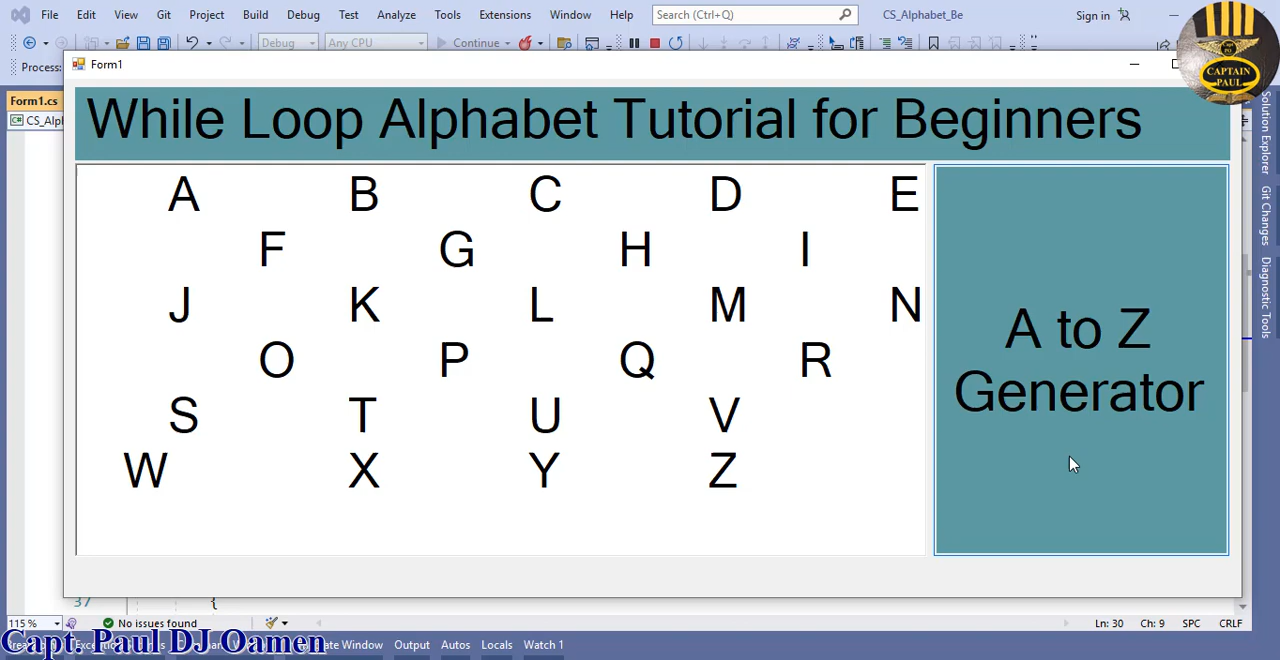 File Edit View Git Project Build Debug Test Analyze Tools Extensions Window Help Search (Ctrl+Q) CS_Alphabet_Be Sign in
Debug Any CPU Continue
Process:
Form1
CAPTAIN
PAUL
Form1.cs
While Loop Alphabet Tutorial for Beginners
A B C D E
F G H I
J K L M N
O P Q R
S T U V
W X Y Z
A to Z
Generator
Solution Explorer
Git Changes
Diagnostic Tools
37 {
115 % No issues found Ln: 30 Ch: 9 SPC CRLF
Capt. Paul DJ Oamen
Window Output Autos Locals Watch 1